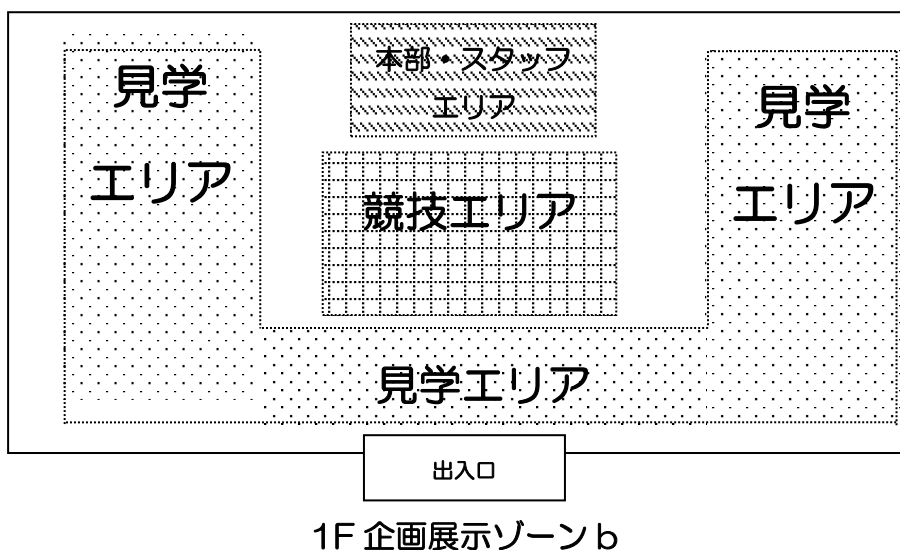 本部・スタッフ
エリア
見学
エリア
見学
エリア
競技エリア
見学エリア
出入口
1F 企画展示ゾーンb